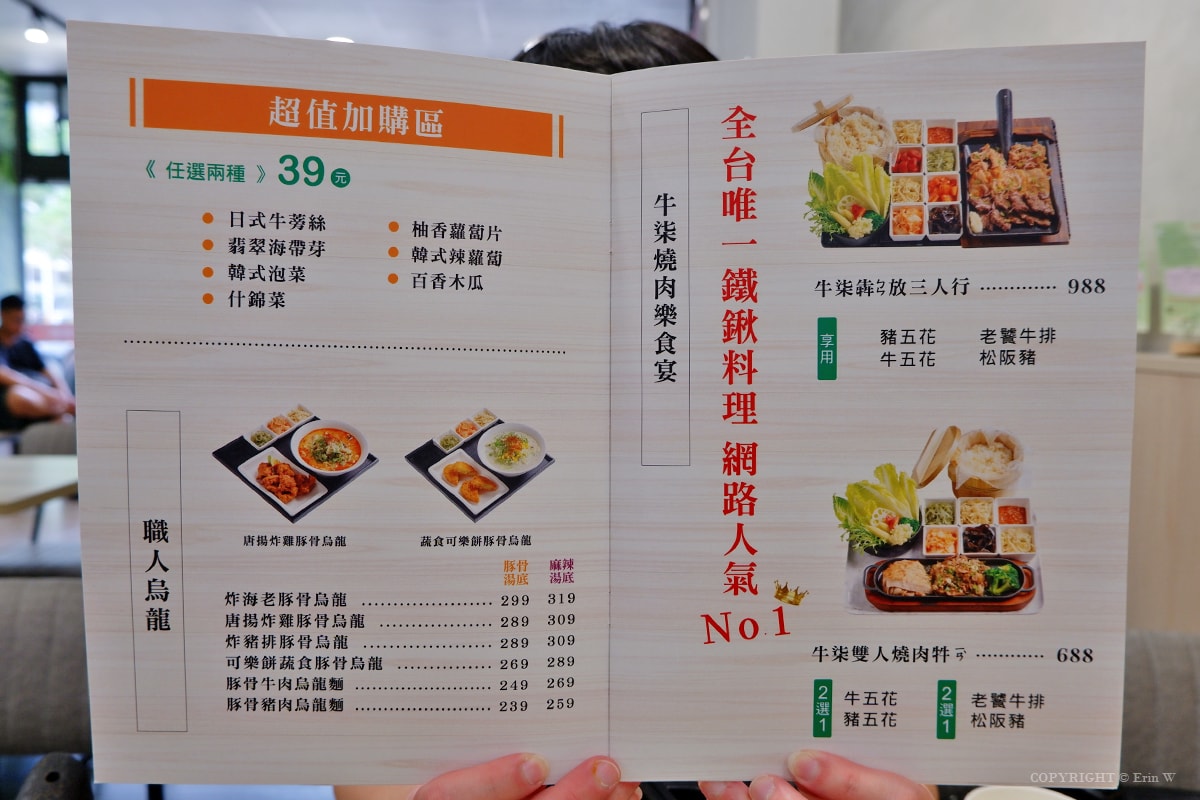 超值加購區
《 任選兩種 》 39 元
● 日式牛蒡絲
● 翡翠海帶芽
● 韓式泡菜
● 什錦菜
● 柚香蘿蔔片
● 韓式辣蘿蔔
● 百香木瓜
職人烏龍
唐揚炸雞豚骨烏龍
蔬食可樂餅豚骨烏龍
豚骨湯底 麻辣湯底
炸海老豚骨烏龍 ⋯⋯⋯⋯⋯⋯ 299 319
唐揚炸雞豚骨烏龍 ⋯⋯⋯⋯⋯⋯ 289 309
炸豬排豚骨烏龍 ⋯⋯⋯⋯⋯⋯ 289 309
可樂餅蔬食豚骨烏龍 ⋯⋯⋯⋯⋯⋯ 269 289
豚骨牛肉烏龍麵 ⋯⋯⋯⋯⋯⋯ 249 269
豚骨豬肉烏龍麵 ⋯⋯⋯⋯⋯⋯ 239 259
牛柒燒肉樂食宴
全台唯一鐵鍬料理 網路人氣 No.1
牛柒犇ㄅㄣ放三人行 ⋯⋯⋯⋯ 988
享用
豬五花 老饕牛排
牛五花 松阪豬
牛柒雙人燒肉牪ㄧㄢˋ ⋯⋯⋯⋯ 688
2選1
牛五花
豬五花
2選1
老饕牛排
松阪豬
COPYRIGHT © Erin W